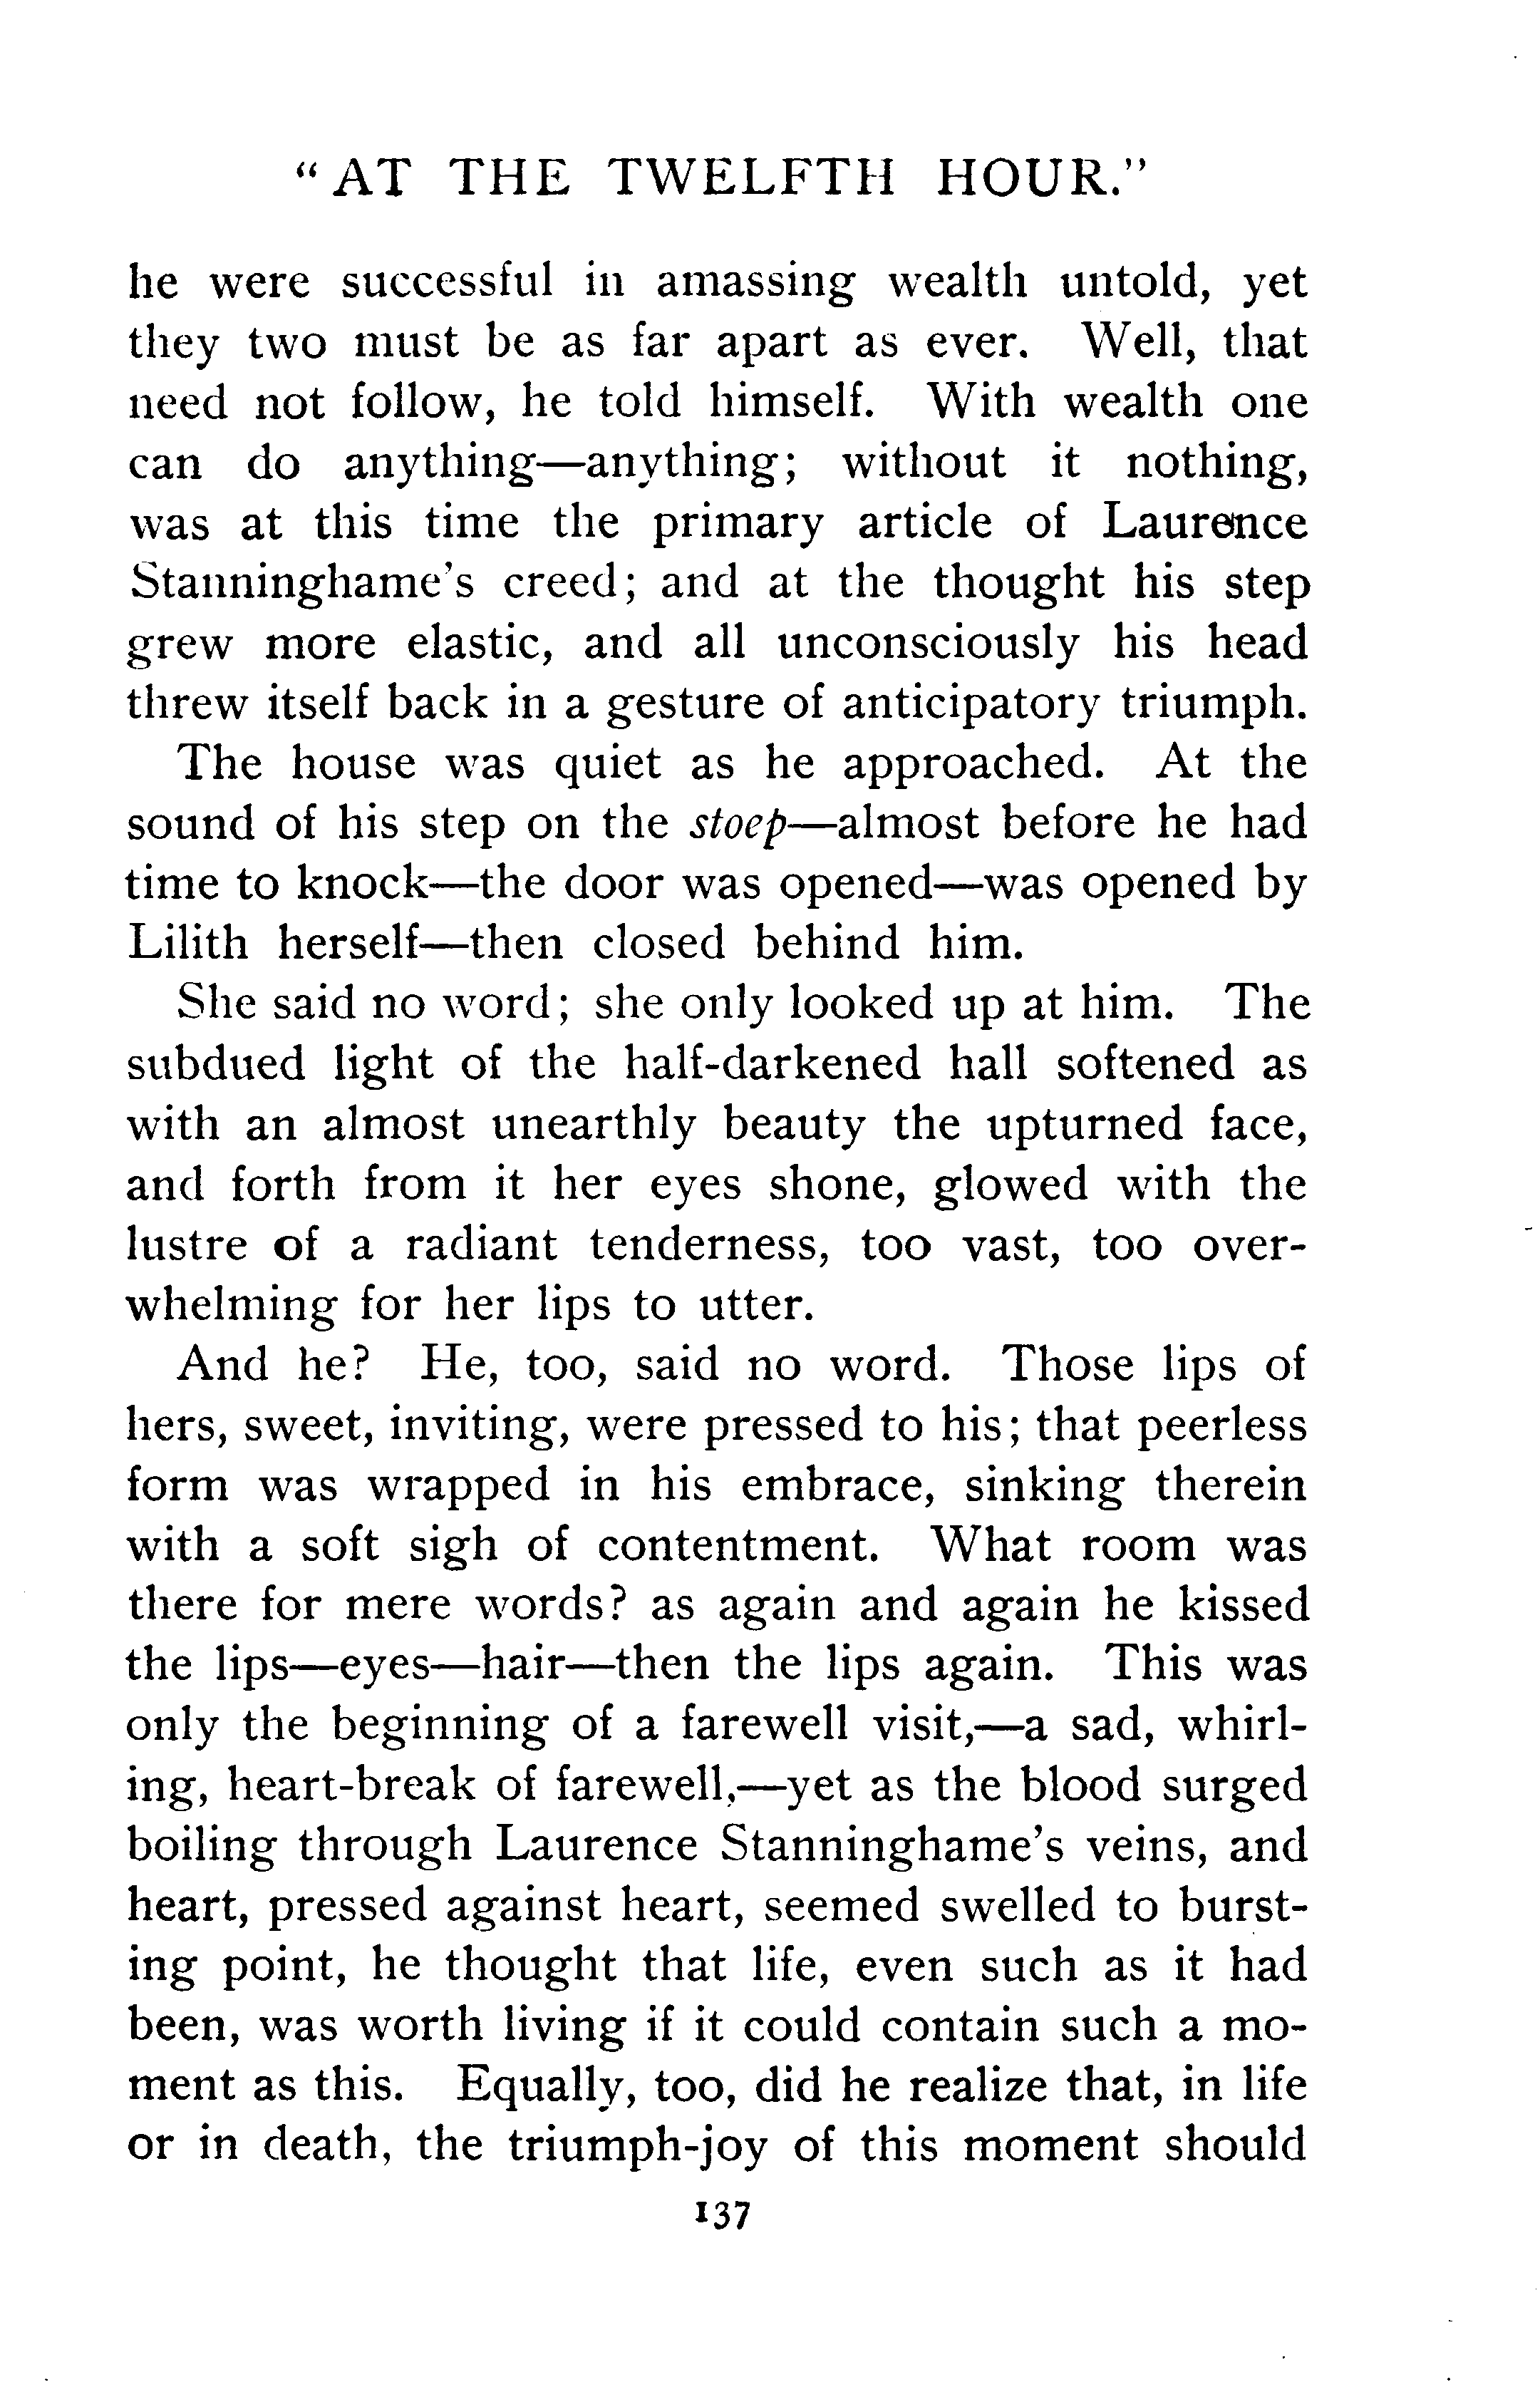 "AT THE TWELFTH HOUR."
he were successful in amassing wealth untold, yet
they two must be as far apart as ever. Well, that
need not follow, he told himself. With wealth one
can do anything—anything; without it nothing,
was at this time the primary article of Laurence
Stanninghame's creed; and at the thought his step
grew more elastic, and all unconsciously his head
threw itself back in a gesture of anticipatory triumph.
The house was quiet as he approached. At the
sound of his step on the stoep—almost before he had
time to knock—the door was opened—was opened by
Lilith herself—then closed behind him.
She said no word; she only looked up at him. The
subdued light of the half-darkened hall softened as
with an almost unearthly beauty the upturned face,
and forth from it her eyes shone, glowed with the
lustre of a radiant tenderness, too vast, too over-
whelming for her lips to utter.
And he? He, too, said no word. Those lips of
hers, sweet, inviting, were pressed to his; that peerless
form was wrapped in his embrace, sinking therein
with a soft sigh of contentment. What room was
there for mere words? as again and again he kissed
the lips—eyes—hair—then the lips again. This was
only the beginning of a farewell visit,—a sad, whirl-
ing, heart-break of farewell,—yet as the blood surged
boiling through Laurence Stanninghame's veins, and
heart, pressed against heart, seemed swelled to burst-
ing point, he thought that life, even such as it had
been, was worth living if it could contain such a mo-
ment as this. Equally, too, did he realize that, in life
or in death, the triumph-joy of this moment should
137